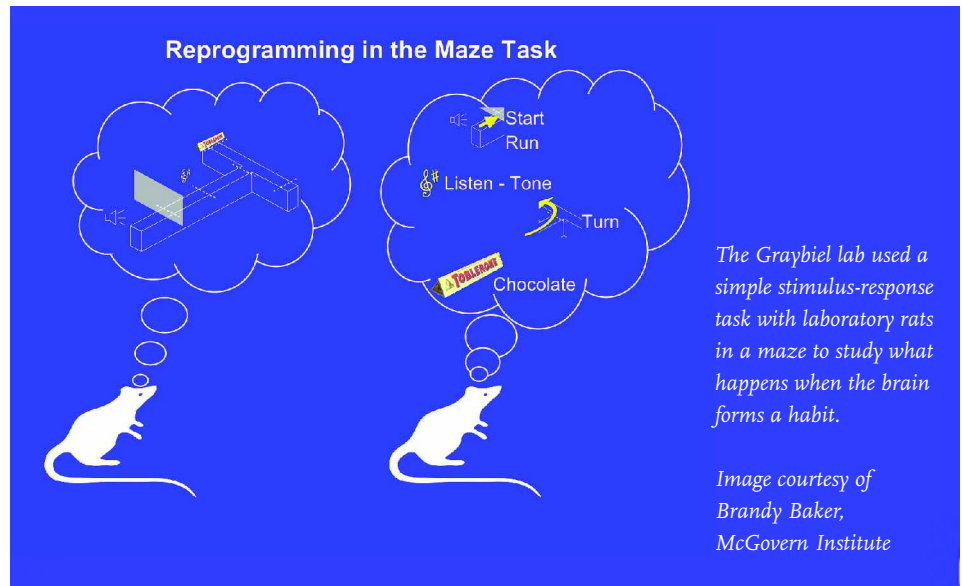 Reprogramming in the Maze Task
TOBLERONE
Start
Run
Listen - Tone
Turn
TOBLERONE
Chocolate
The Graybiel lab used a
simple stimulus-response
task with laboratory rats
in a maze to study what
happens when the brain
forms a habit.
Image courtesy of
Brandy Baker,
McGovern Institute